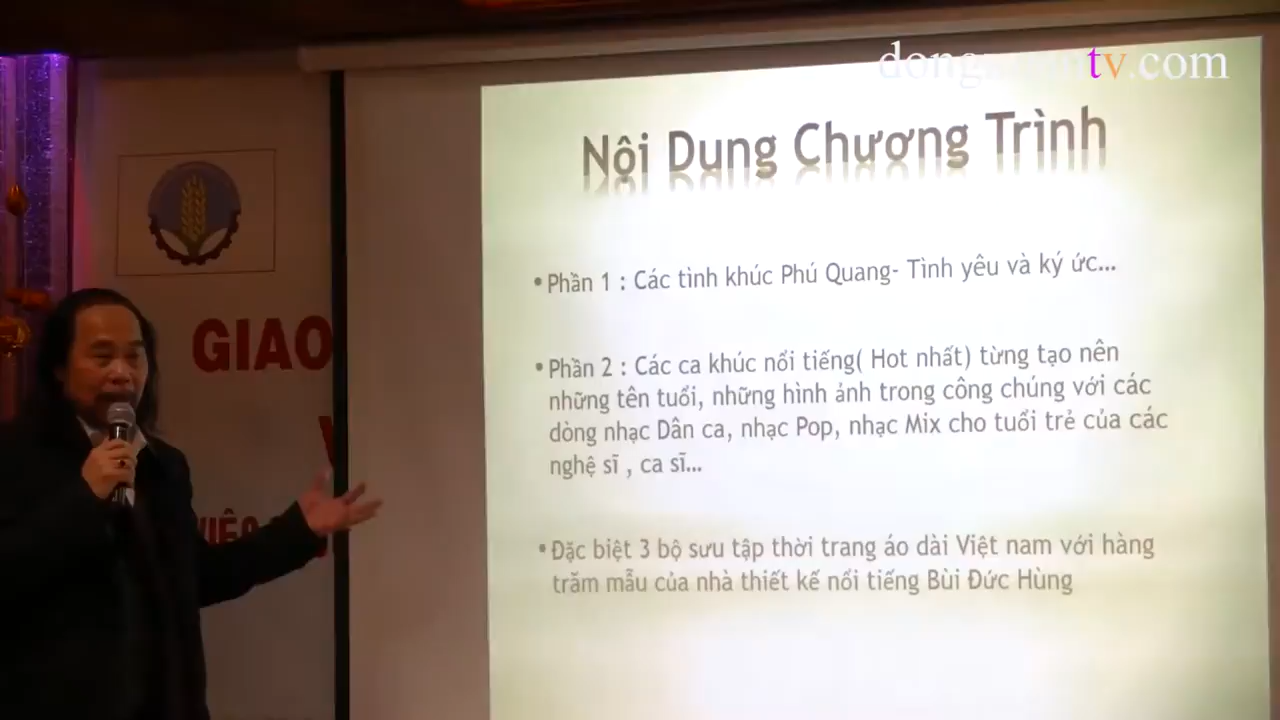 tv.com
Nội Dung Chương Trình
GIAO
• Phần 1 : Các tình khúc Phú Quang- Tình yêu và ký ức...
• Phần 2 : Các ca khúc nổi tiếng( Hot nhất) từng tạo nên
những tên tuổi, những hình ảnh trong công chúng với các
dòng nhạc Dân ca, nhạc Pop, nhạc Mix cho tuổi trẻ của các
nghệ sĩ , ca sĩ...
• Đặc biệt 3 bộ sưu tập thời trang áo dài Việt nam với hàng
trăm mẫu của nhà thiết kế nổi tiếng Bùi Đức Hùng